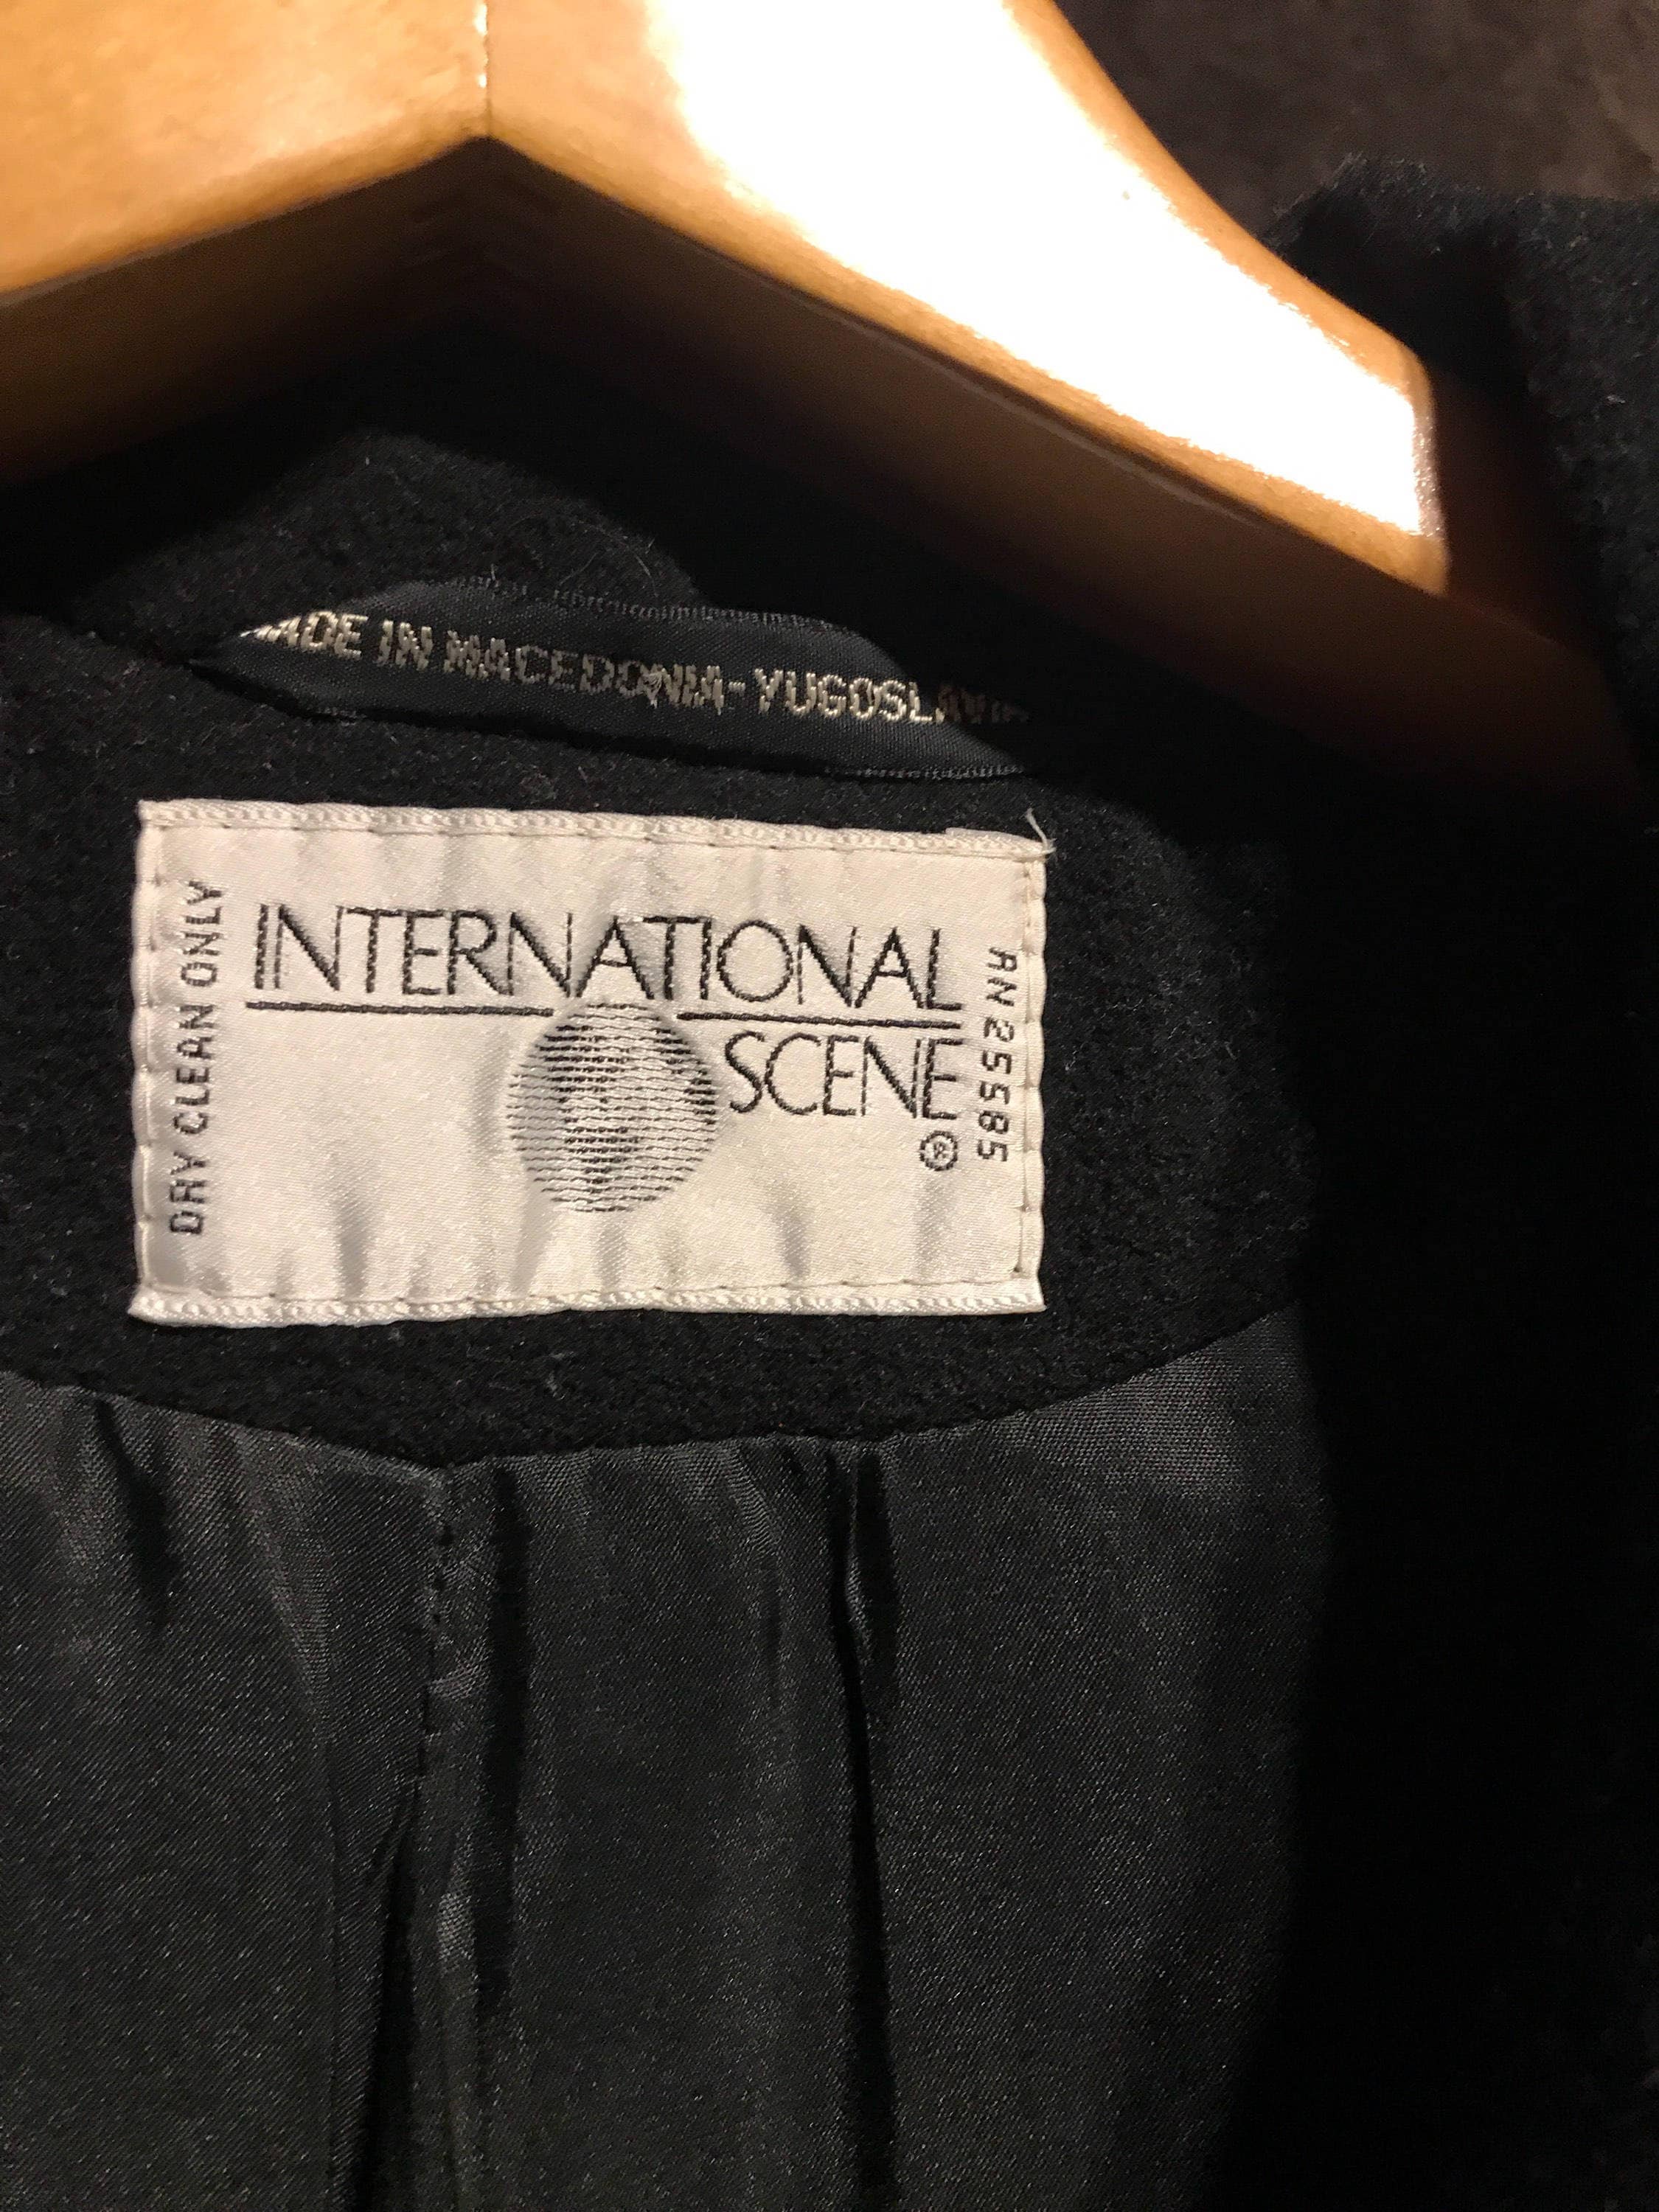 MADE IN MACEDONIA-YUGOSLAVIA
DRY CLEAN ONLY
INTERNATIONAL
SCENE®
RN 25585